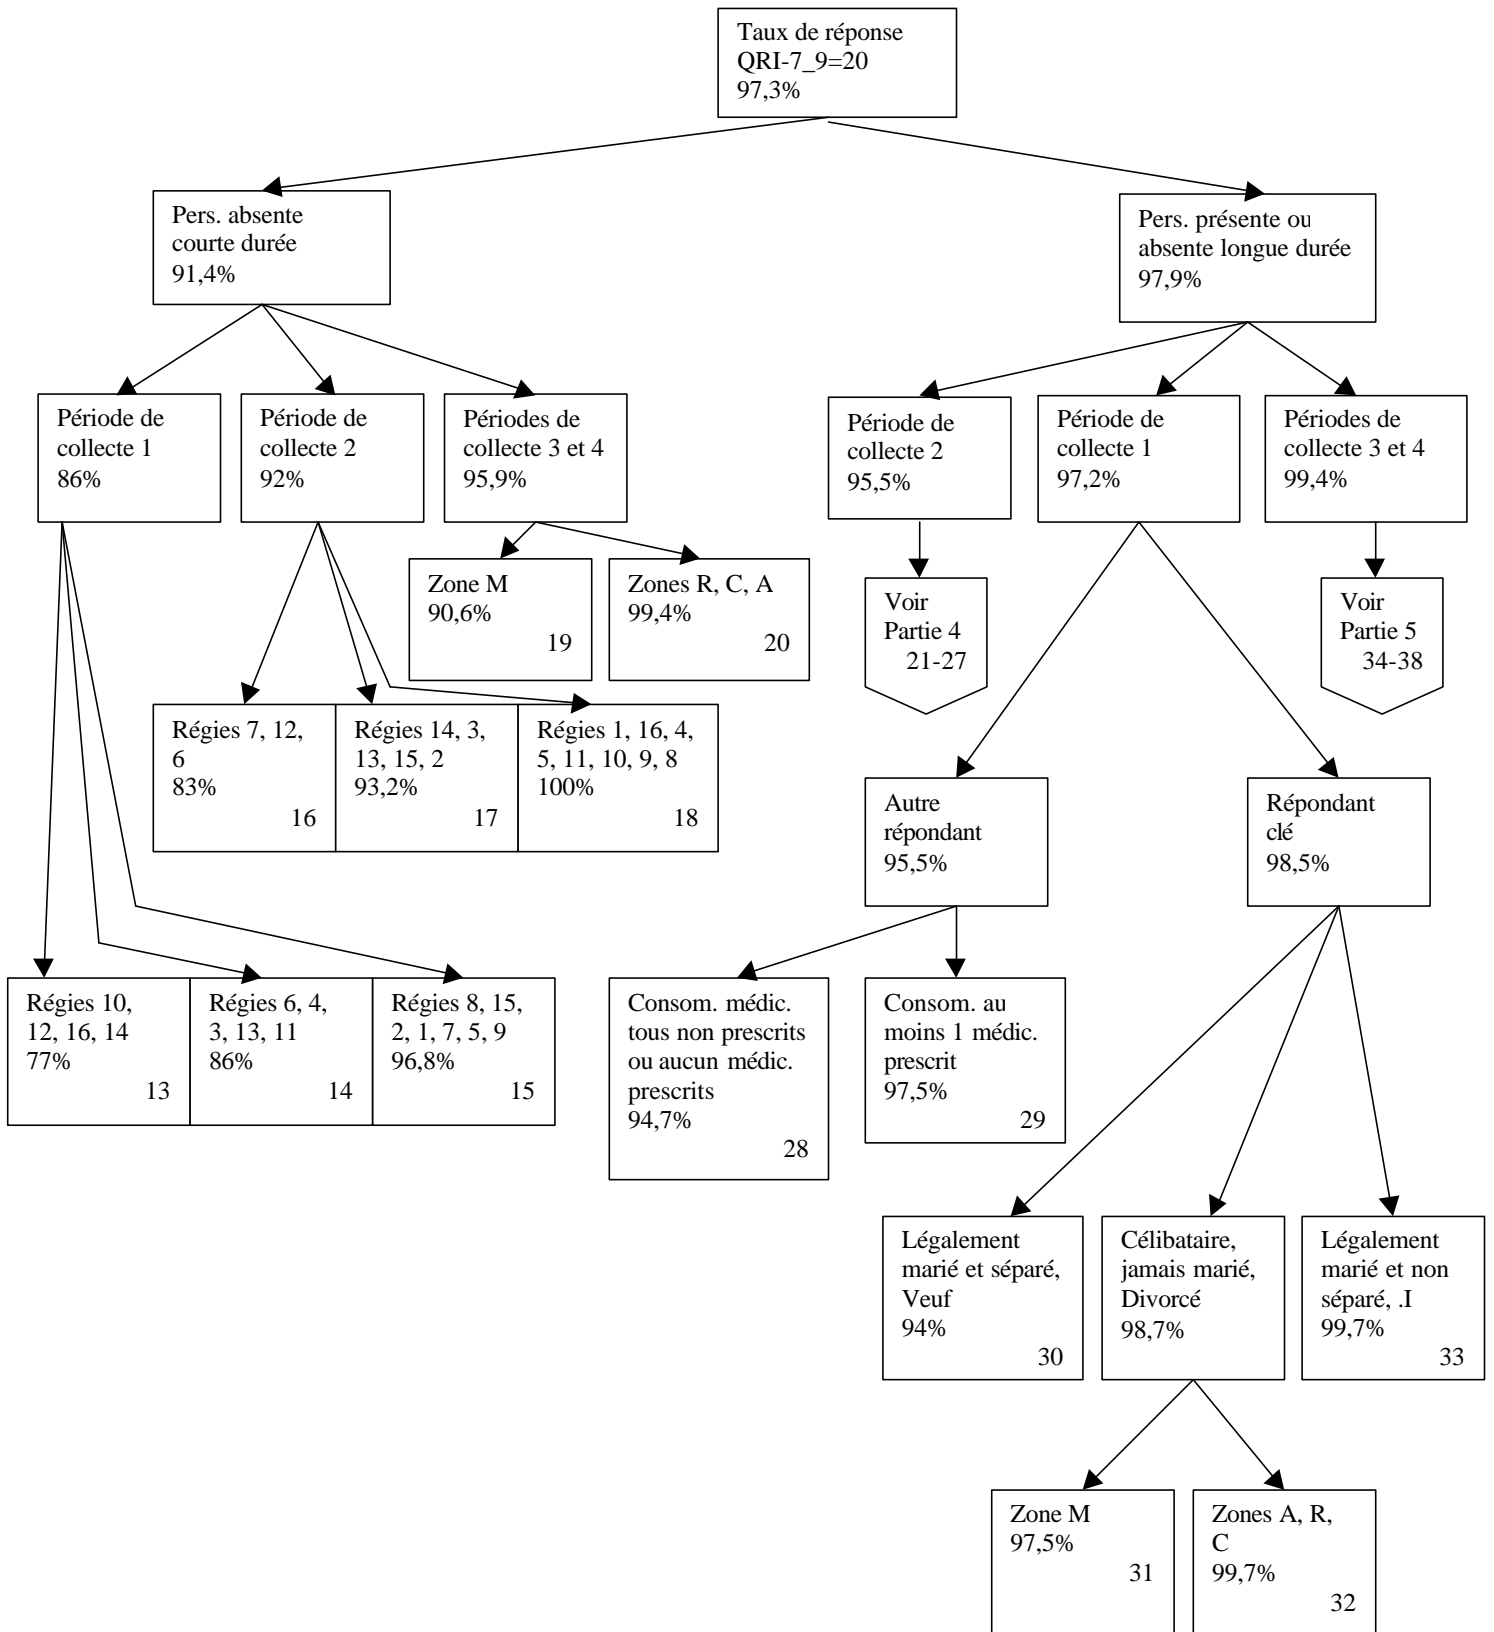 Taux de réponse
QRI-7_9=20
97,3%
Pers. absente
courte durée
91,4%
Pers. présente ou
absente longue durée
97,9%
Période de
collecte 1
86%
Période de
collecte 2
92%
Périodes de
collecte 3 et 4
95,9%
Période de
collecte 2
95,5%
Période de
collecte 1
97,2%
Périodes de
collecte 3 et 4
99,4%
Zone M
90,6%
19
Zones R, C, A
99,4%
20
Voir
Partie 4
21-27
Voir
Partie 5
34-38
Régies 7, 12,
6
83%
16
Régies 14, 3,
13, 15, 2
93,2%
17
Régies 1, 16, 4,
5, 11, 10, 9, 8
100%
18
Autre
répondant
95,5%
Répondant
clé
98,5%
Régies 10,
12, 16, 14
77%
13
Régies 6, 4,
3, 13, 11
86%
14
Régies 8, 15,
2, 1, 7, 5, 9
96,8%
15
Consom. médic.
tous non prescrits
ou aucun médic.
prescrits
94,7%
28
Consom. au
moins 1 médic.
prescrit
97,5%
29
Légalement
marié et séparé,
Veuf
94%
30
Célibataire,
jamais marié,
Divorcé
98,7%
Légalement
marié et non
séparé, .I
99,7%
33
Zone M
97,5%
31
Zones A, R,
C
99,7%
32